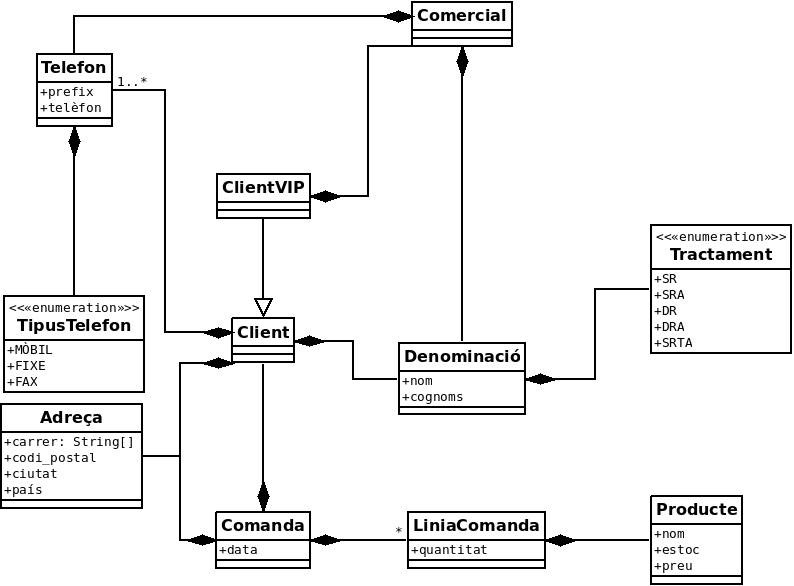 Comercial
Telefon
+prefix
+telèfon
1..*
ClientVIP
<<«enumeration»>>
Tractament
+SR
+SRA
+DR
+DRA
+SRTA
<<«enumeration»>>
TipusTelefon
+MÒBIL
+FIXE
+FAX
Client
Denominació
+nom
+cognoms
Adreça
+carrer: String[]
+codi_postal
+ciutat
+país
Comanda
+data
*
LiniaComanda
+quantitat
Producte
+nom
+estoc
+preu